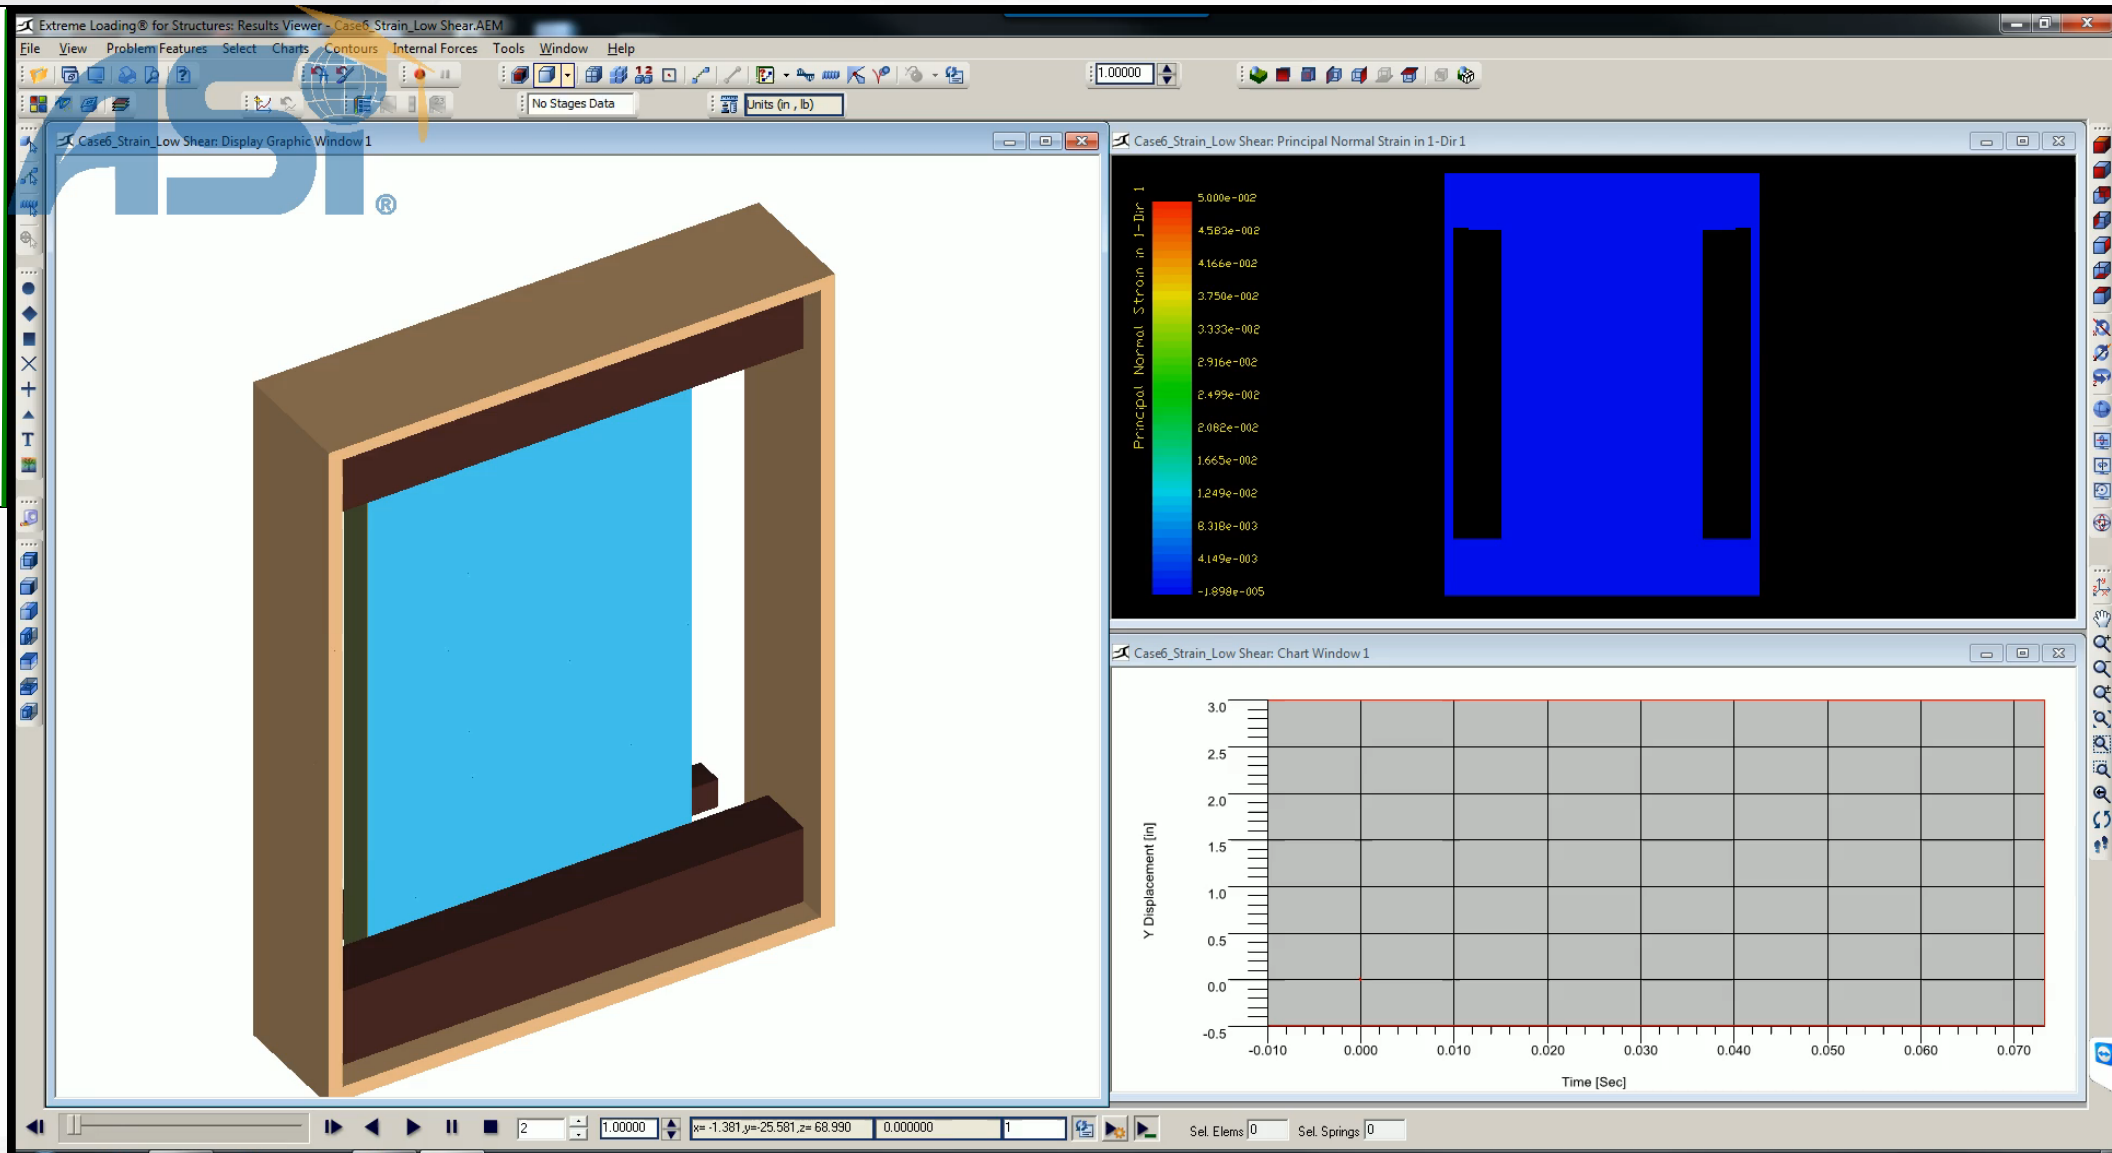 Extreme Loading® for Structures: Results Viewer - Case6_Strain_Low Shear.AEM
File View Problem Features Select Charts Contours Internal Forces Tools Window Help
1.00000
No Stages Data
Units (in , lb)
ASi®
Case6_Strain_Low Shear: Display Graphic Window 1
Case6_Strain_Low Shear: Principal Normal Strain in 1-Dir 1
Principal Normal Strain in 1-Dir 1
5.000e-002
4.583e-002
4.166e-002
3.750e-002
3.333e-002
2.916e-002
2.499e-002
2.082e-002
1.665e-002
1.249e-002
8.318e-003
4.149e-003
-1.898e-005
Case6_Strain_Low Shear: Chart Window 1
Y Displacement [in]
3.0
2.5
2.0
1.5
1.0
0.5
0.0
-0.5
-0.010 0.000 0.010 0.020 0.030 0.040 0.050 0.060 0.070
Time [Sec]
2
1.00000
x= -1.381,y=-25.581,z= 68.990
0.000000
1
Sel. Elems 0
Sel. Springs 0